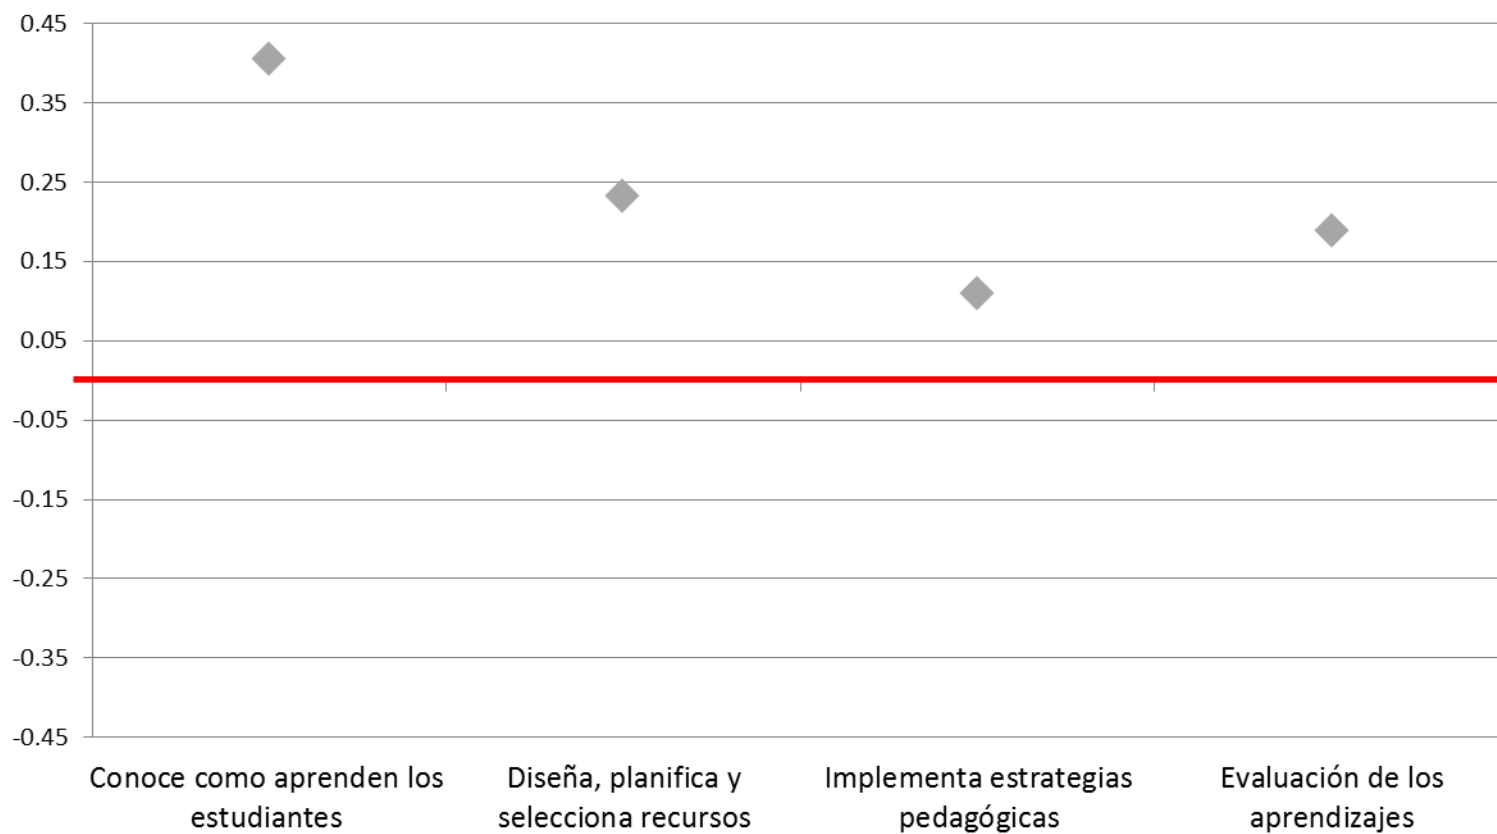 0.45
0.35
0.25
0.15
0.05
-0.05
-0.15
-0.25
-0.35
-0.45
Conoce como aprenden los
estudiantes
Diseña, planifica y
selecciona recursos
Implementa estrategias
pedagógicas
Evaluación de los
aprendizajes